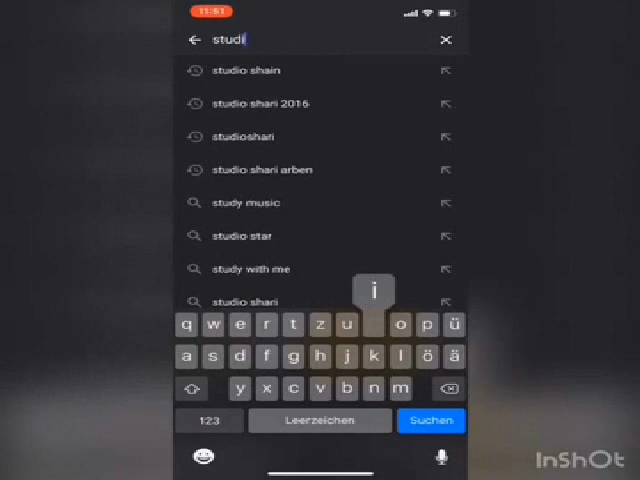 11:51
studi
studio shain
studio shari 2016
studioshari
studio shari arben
study music
studio star
study with me
studio shari
i
q w e r t z u o p ü
a s d f g h j k l ö ä
y x c v b n m
123 Leerzeichen Suchen
InShOt